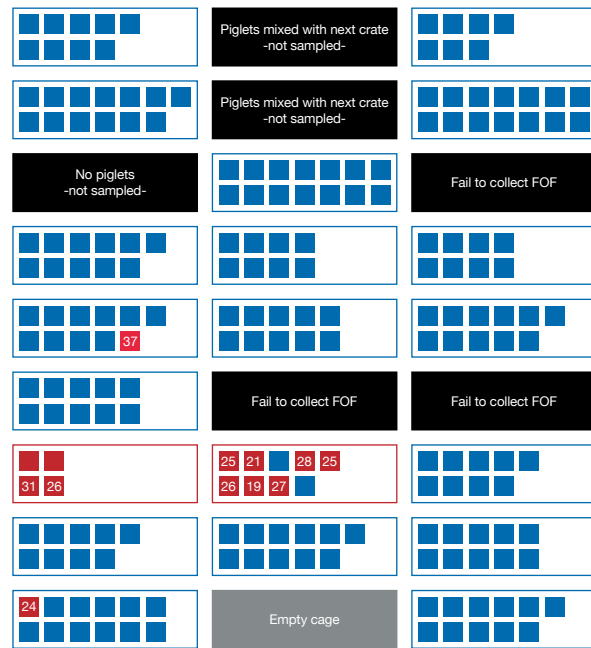 Piglets mixed with next crate
-not sampled-
Piglets mixed with next crate
-not sampled-
No piglets
-not sampled-
Fail to collect FOF
37
Fail to collect FOF
Fail to collect FOF
31 26
25 21 28 25
26 19 27
24
Empty cage